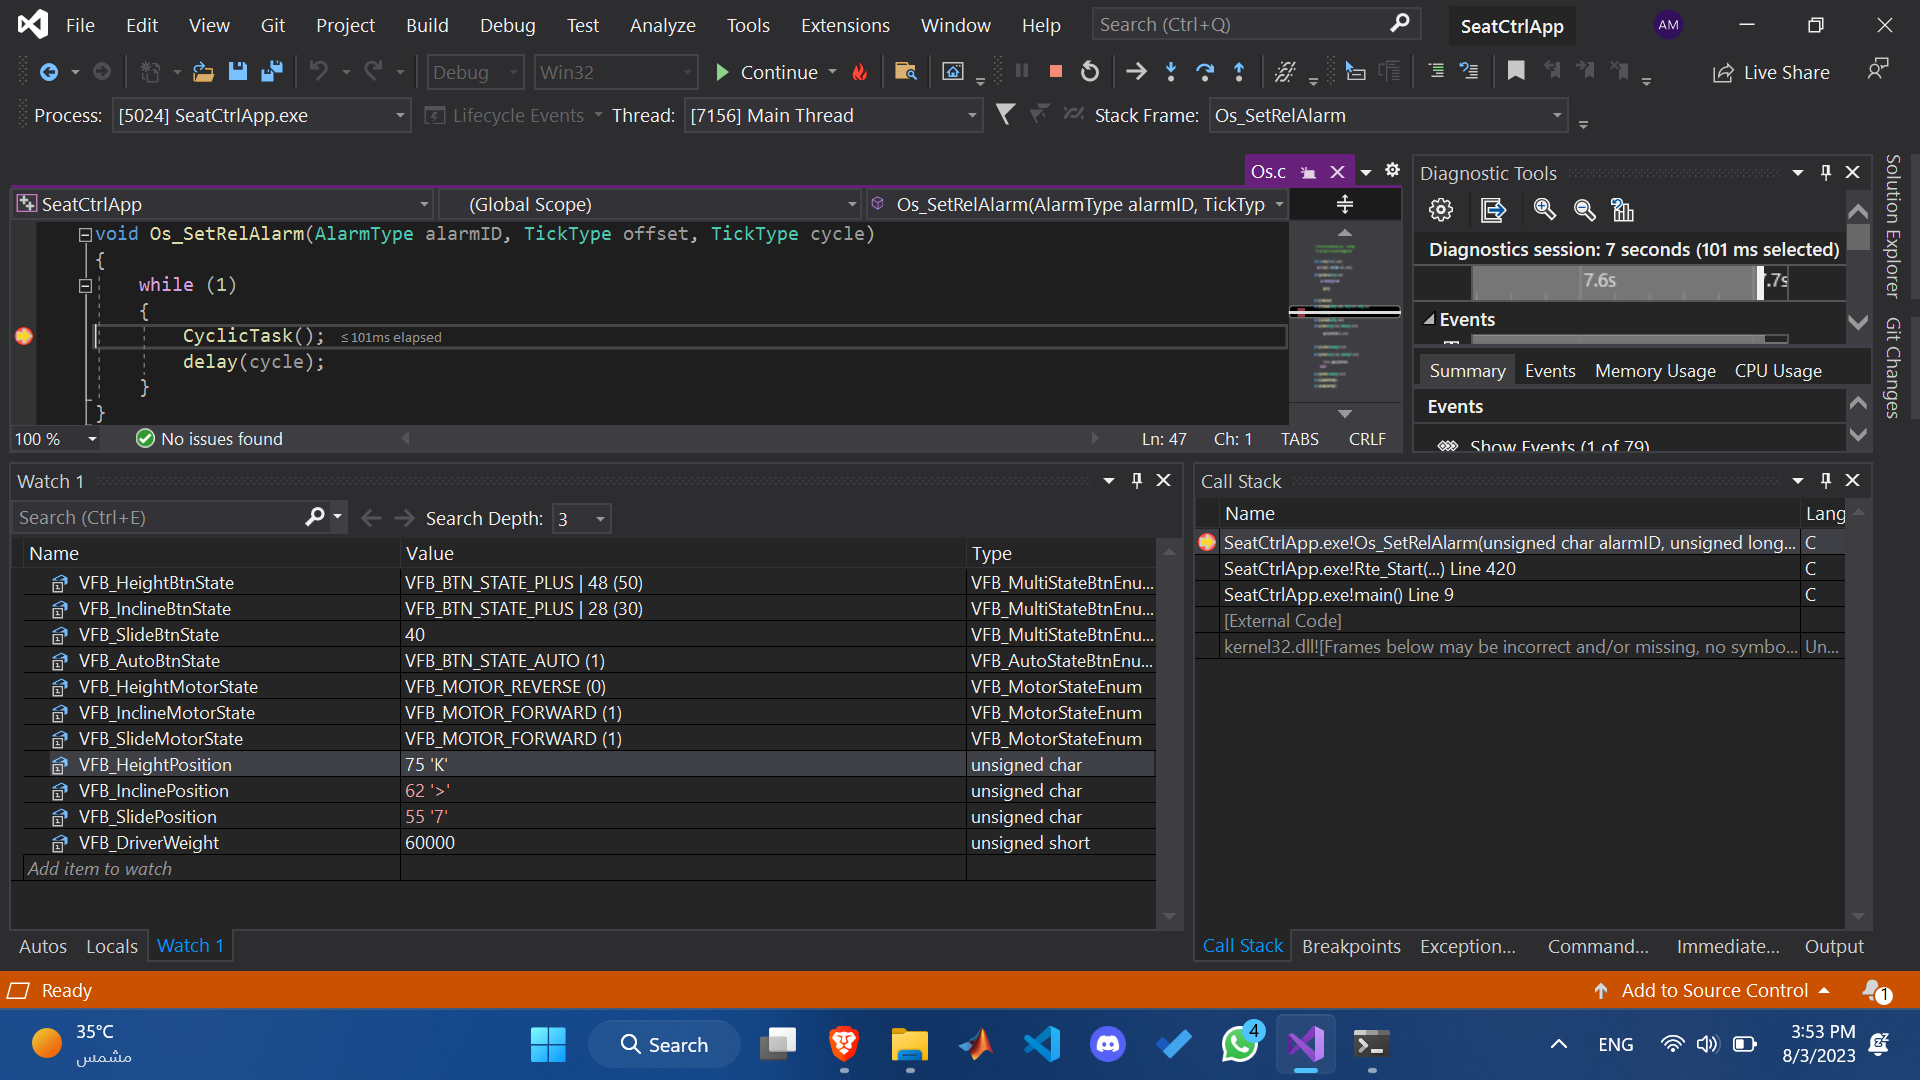 File Edit View Git Project Build Debug Test Analyze Tools Extensions Window Help Search (Ctrl+Q) SeatCtrlApp AM
Debug Win32 Continue Live Share
Process: [5024] SeatCtrlApp.exe Lifecycle Events Thread: [7156] Main Thread Stack Frame: Os_SetRelAlarm
Os.c
SeatCtrlApp (Global Scope) Os_SetRelAlarm(AlarmType alarmID, TickTyp
void Os_SetRelAlarm(AlarmType alarmID, TickType offset, TickType cycle)
{
while (1)
{
CyclicTask(); ≤101ms elapsed
delay(cycle);
}
}
100 % No issues found Ln: 47 Ch: 1 TABS CRLF
Diagnostic Tools
Diagnostics session: 7 seconds (101 ms selected)
7.6s 7.7s
Events
Summary Events Memory Usage CPU Usage
Events
Show Events (1 of 79)
Solution Explorer
Git Changes
Watch 1
Search (Ctrl+E) Search Depth: 3
Name Value Type
VFB_HeightBtnState VFB_BTN_STATE_PLUS | 48 (50) VFB_MultiStateBtnEnu...
VFB_InclineBtnState VFB_BTN_STATE_PLUS | 28 (30) VFB_MultiStateBtnEnu...
VFB_SlideBtnState 40 VFB_MultiStateBtnEnu...
VFB_AutoBtnState VFB_BTN_STATE_AUTO (1) VFB_AutoStateBtnEnu...
VFB_HeightMotorState VFB_MOTOR_REVERSE (0) VFB_MotorStateEnum
VFB_InclineMotorState VFB_MOTOR_FORWARD (1) VFB_MotorStateEnum
VFB_SlideMotorState VFB_MOTOR_FORWARD (1) VFB_MotorStateEnum
VFB_HeightPosition 75 'K' unsigned char
VFB_InclinePosition 62 '>' unsigned char
VFB_SlidePosition 55 '7' unsigned char
VFB_DriverWeight 60000 unsigned short
Add item to watch
Autos Locals Watch 1
Call Stack
Name Lang
SeatCtrlApp.exe!Os_SetRelAlarm(unsigned char alarmID, unsigned long... C
SeatCtrlApp.exe!Rte_Start(...) Line 420 C
SeatCtrlApp.exe!main() Line 9 C
[External Code]
kernel32.dll![Frames below may be incorrect and/or missing, no symbo... Un...
Call Stack Breakpoints Exception... Command... Immediate... Output
Ready Add to Source Control 1
35°C
مشمس
Search 4 ENG
3:53 PM
8/3/2023